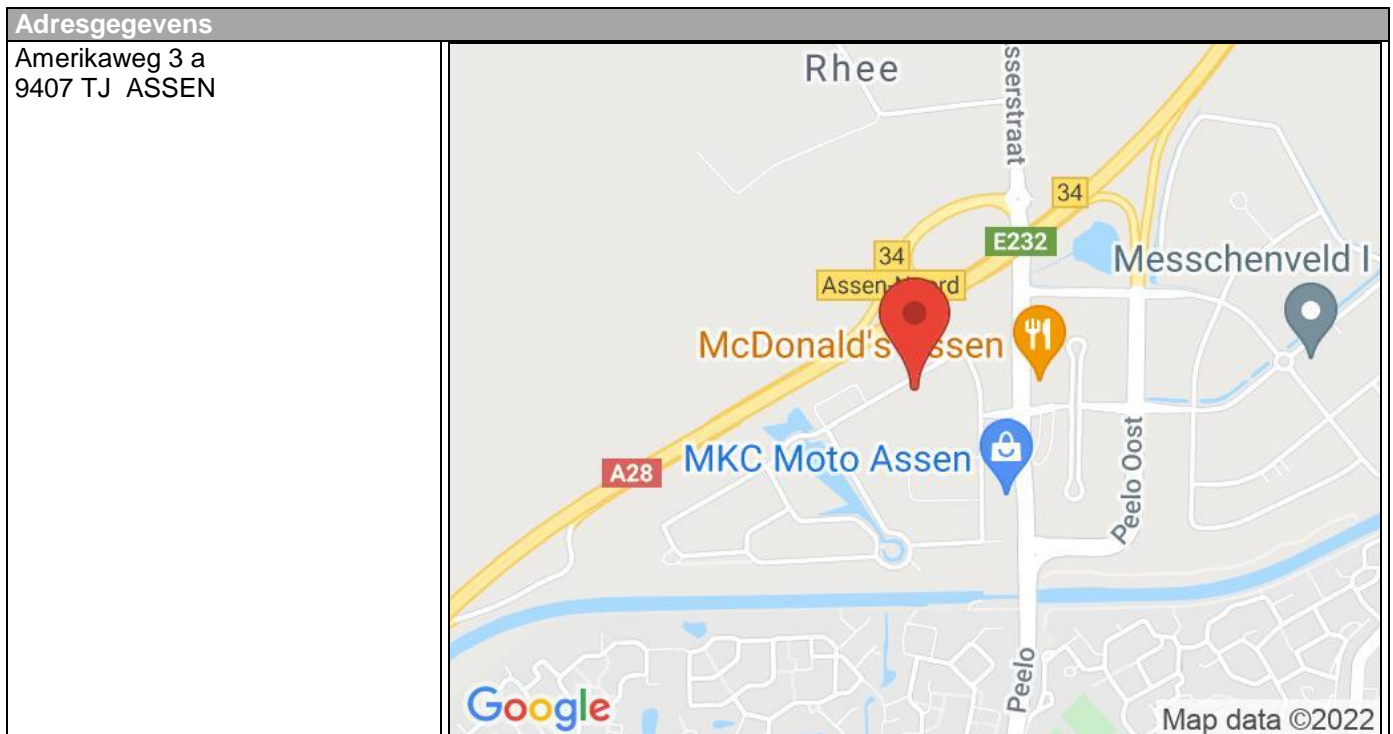 Adresgegevens
Amerikaweg 3 a
9407 TJ ASSEN
Rhee
sserstraat
34
E232
34
Messchenveld I
Assen
McDonald's
MKC Moto Assen
A28
Peelo Oost
Peelo
Google
Map data ©2022